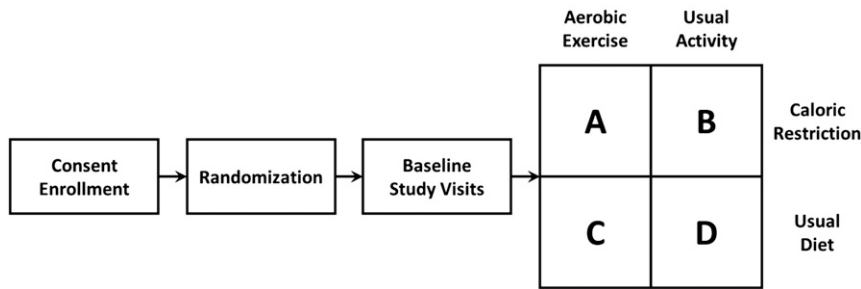 Aerobic
Exercise
Usual
Activity
A
B
Caloric
Restriction
Consent
Enrollment
Randomization
Baseline
Study Visits
C
D
Usual
Diet